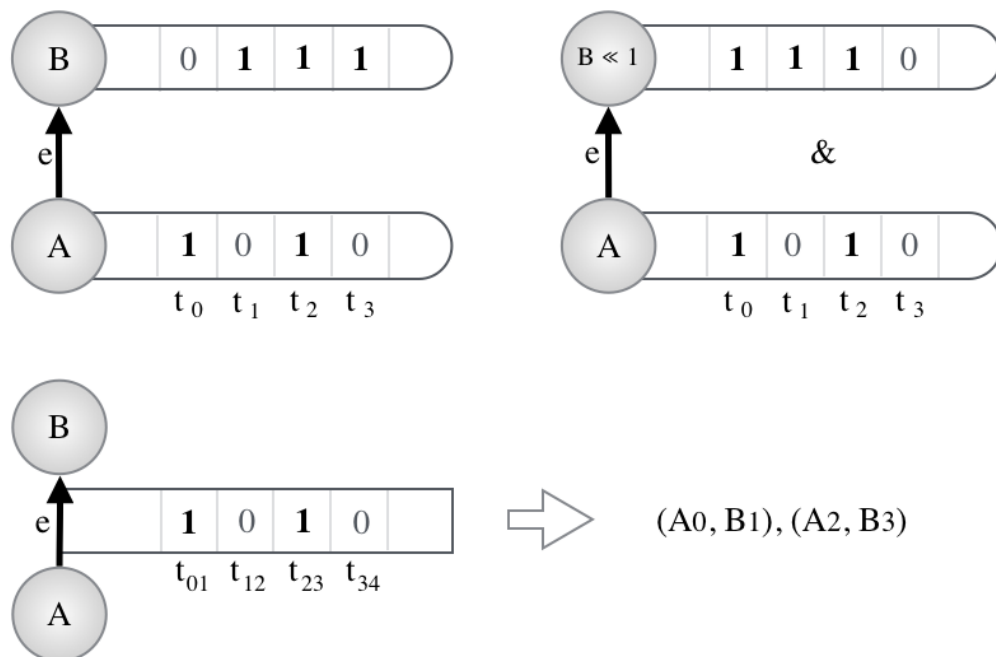 B 0 1 1 1
e
A 1 0 1 0
t0 t1 t2 t3
B ≪ 1 1 1 1 0
e &
A 1 0 1 0
t0 t1 t2 t3
B
e 1 0 1 0
t01 t12 t23 t34
A
(A0, B1), (A2, B3)